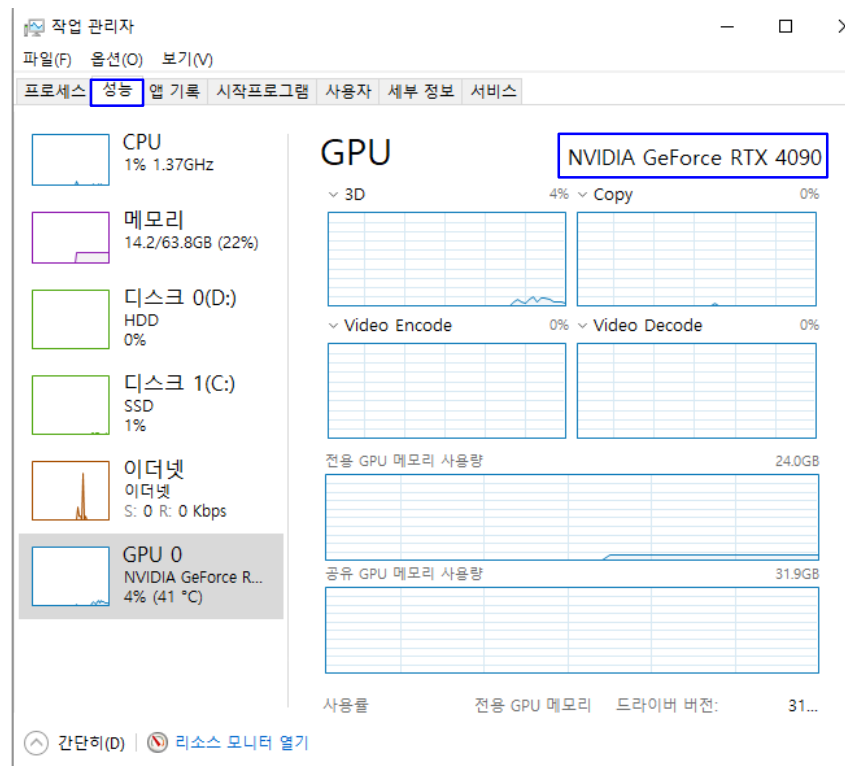 작업 관리자
파일(F) 옵션(O) 보기(V)
프로세스 성능 앱 기록 시작프로그램 사용자 세부 정보 서비스
CPU
1% 1.37GHz
메모리
14.2/63.8GB (22%)
디스크 0(D:)
HDD
0%
디스크 1(C:)
SSD
1%
이더넷
이더넷
S: 0 R: 0 Kbps
GPU 0
NVIDIA GeForce R...
4% (41 °C)
GPU NVIDIA GeForce RTX 4090
3D 4% Copy 0%
Video Encode 0% Video Decode 0%
전용 GPU 메모리 사용량 24.0GB
공유 GPU 메모리 사용량 31.9GB
사용률 전용 GPU 메모리 드라이버 버전: 31...
간단히(D) 리소스 모니터 열기